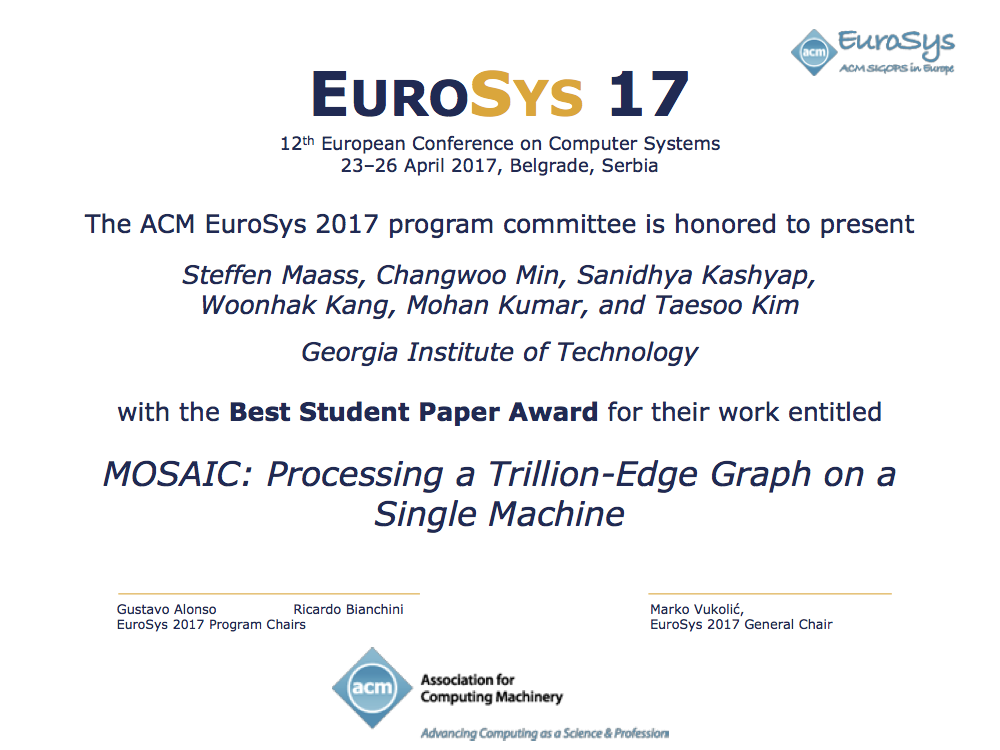 acm EuroSys
ACM SIGOPS in Europe
EUROSYS 17
12th European Conference on Computer Systems
23–26 April 2017, Belgrade, Serbia
The ACM EuroSys 2017 program committee is honored to present
Steffen Maass, Changwoo Min, Sanidhya Kashyap,
Woonhak Kang, Mohan Kumar, and Taesoo Kim
Georgia Institute of Technology
with the Best Student Paper Award for their work entitled
MOSAIC: Processing a Trillion-Edge Graph on a
Single Machine
Gustavo Alonso Ricardo Bianchini
EuroSys 2017 Program Chairs
Marko Vukolić,
EuroSys 2017 General Chair
acm
Association for
Computing Machinery
Advancing Computing as a Science & Profession